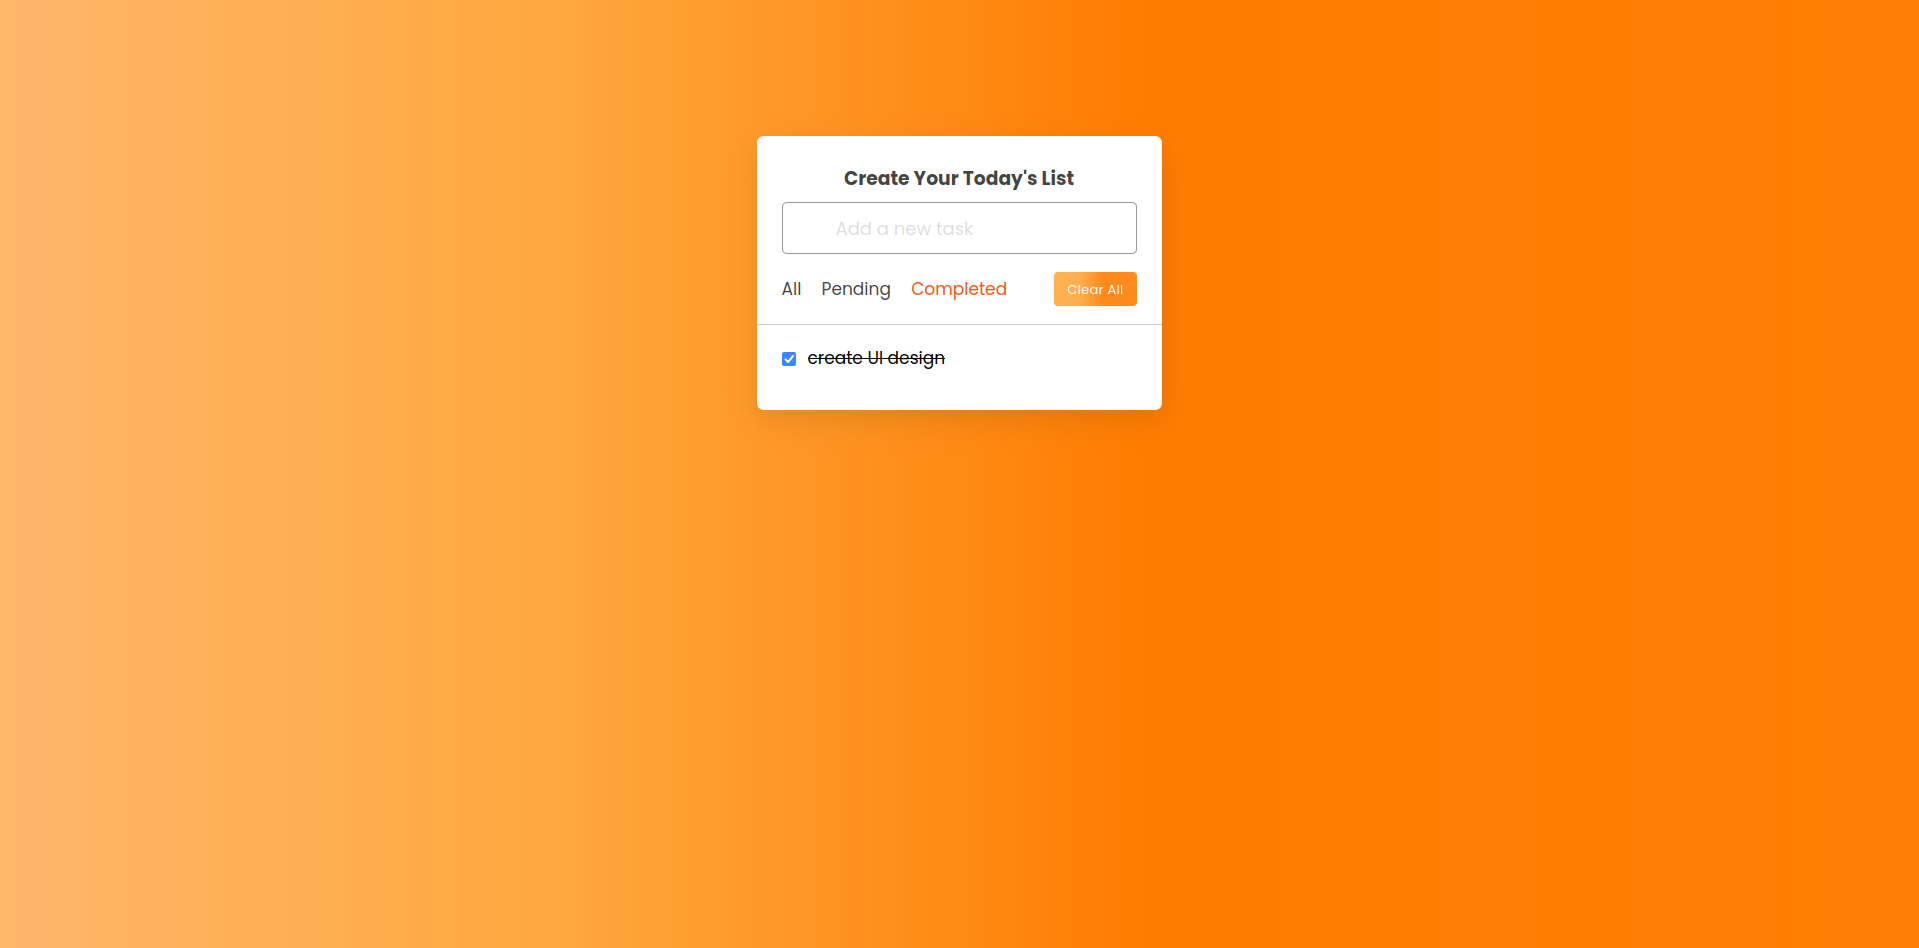 Create Your Today's List
Add a new task
All Pending Completed Clear All
create UI design